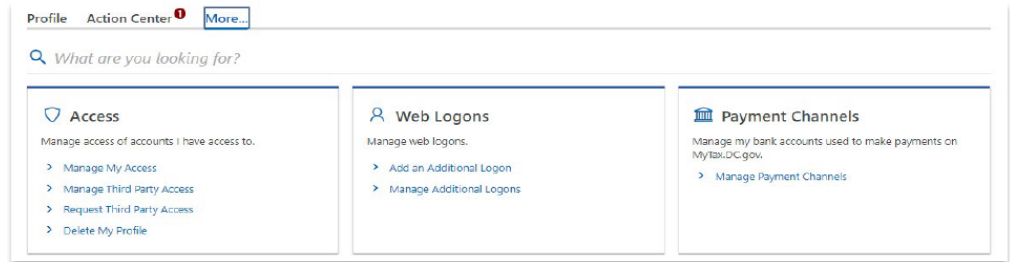 Profile Action Center 1 More...
What are you looking for?
Access
Manage access of accounts I have access to.
> Manage My Access
> Manage Third Party Access
> Request Third Party Access
> Delete My Profile
Web Logons
Manage web logons.
> Add an Additional Logon
> Manage Additional Logons
Payment Channels
Manage my bank accounts used to make payments on
MyTax.DC.gov.
> Manage Payment Channels